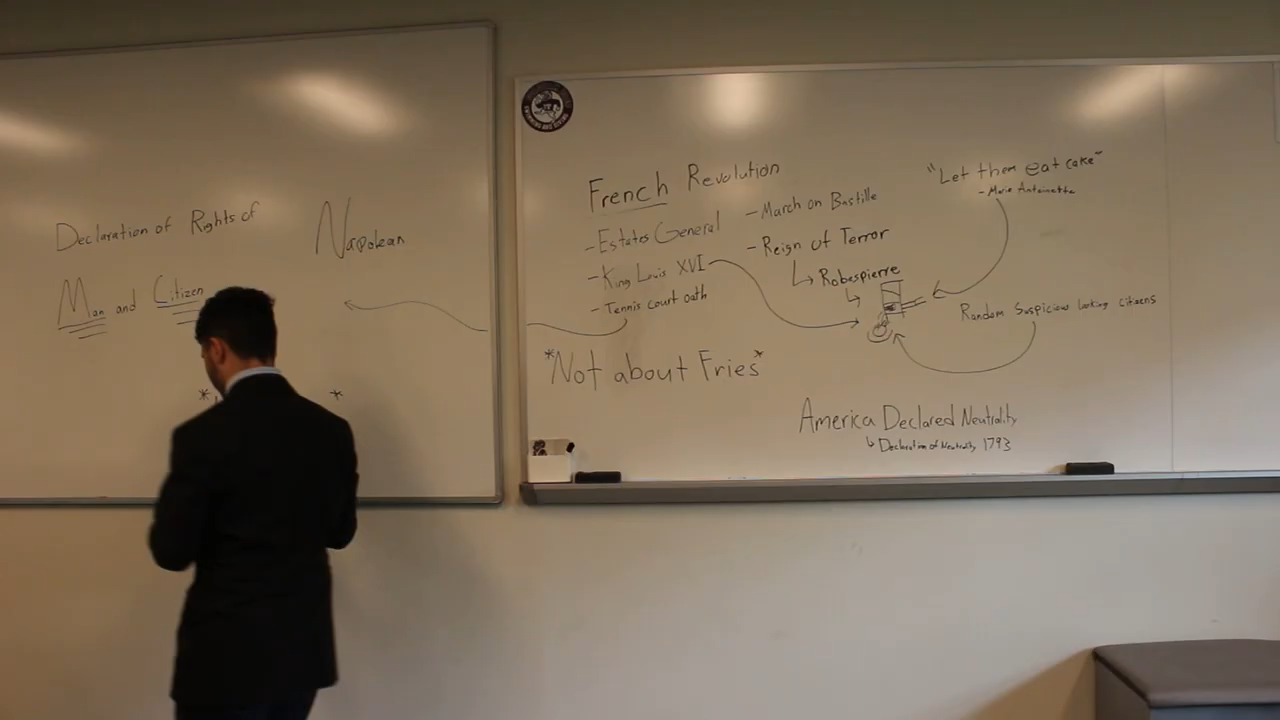 Declaration of Rights of
Man and Citizen
Napolean
*
*
French Revolution
-Estates General
-King Louis XVI
-Tennis court oath
-March on Bastille
-Reign of Terror
↳Robespierre
"Let them eat cake"
-Marie Antoinette
Random Suspicious looking citizens
*Not about Fries*
America Declared Neutrality
↳Declaration of Neutrality 1793